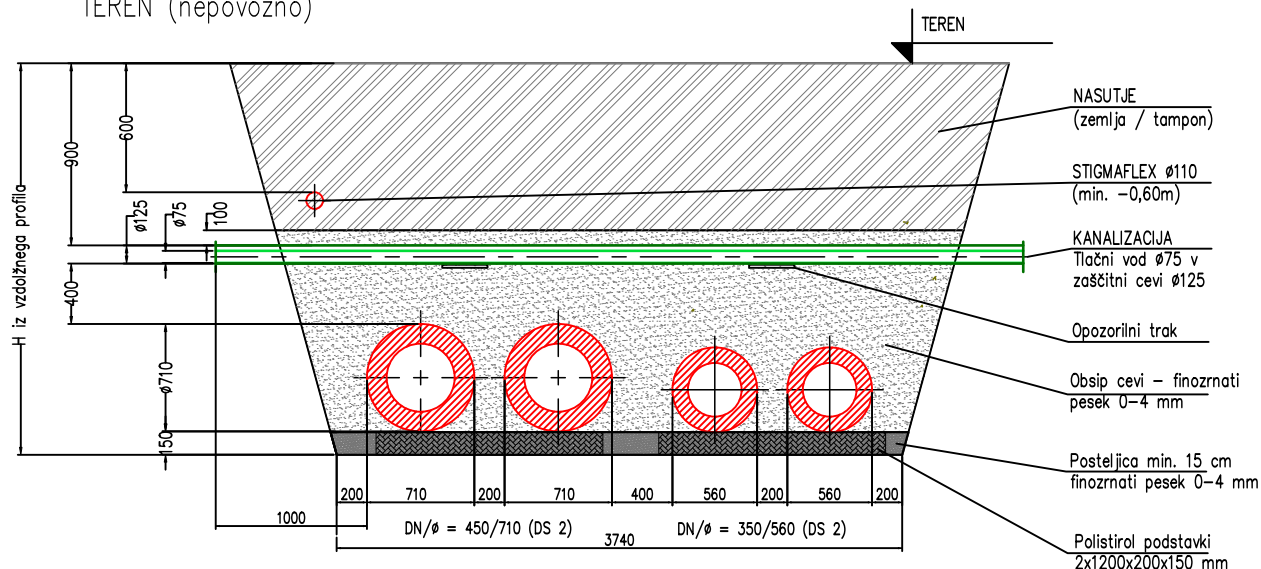 TEREN (nepovozno)
TEREN
NASUTJE
(zemlja / tampon)
STIGMAFLEX ø110
(min. -0,60m)
KANALIZACIJA
Tlačni vod ø75 v
zaščitni cevi ø125
Opozorilni trak
Obsip cevi - finozrnati
pesek 0-4 mm
Posteljica min. 15 cm
finozrnati pesek 0-4 mm
Polistirol podstavki
2x1200x200x150 mm
H iz vzdolžnega profila
900
600
ø125
ø75
100
400
ø710
150
200
710
200
710
400
560
200
560
200
1000
DN/ø = 450/710 (DS 2)
DN/ø = 350/560 (DS 2)
3740